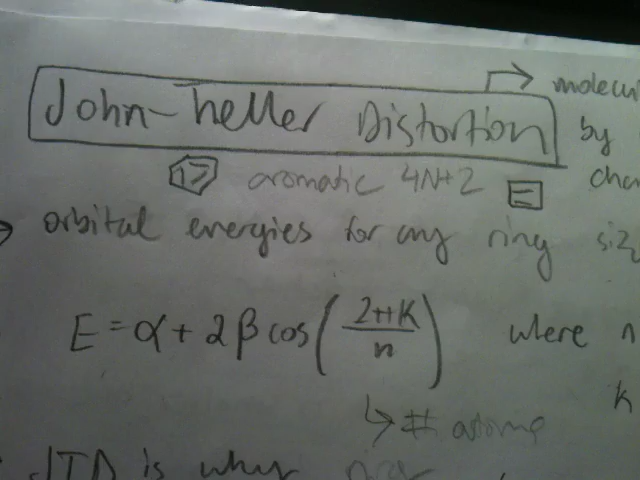 John-Teller Distortion → molecu
by
aromatic 4N+2 cha
→ orbital energies for any ring siz
E = α + 2β cos(2πK/n) where n
K
↳ # atoms
JTD is why